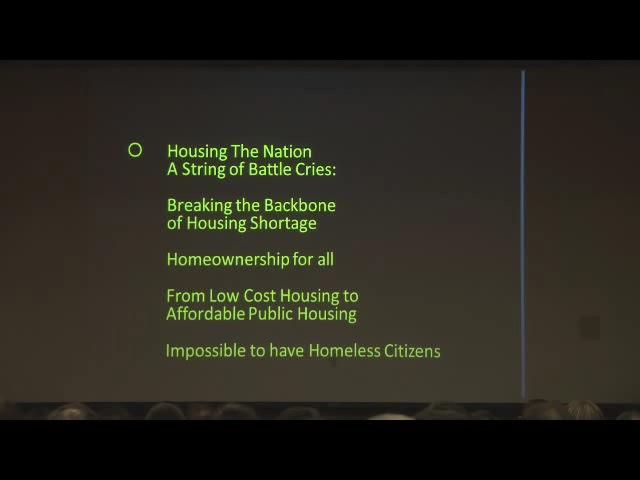 Housing The Nation
A String of Battle Cries:
Breaking the Backbone
of Housing Shortage
Homeownership for all
From Low Cost Housing to
Affordable Public Housing
Impossible to have Homeless Citizens